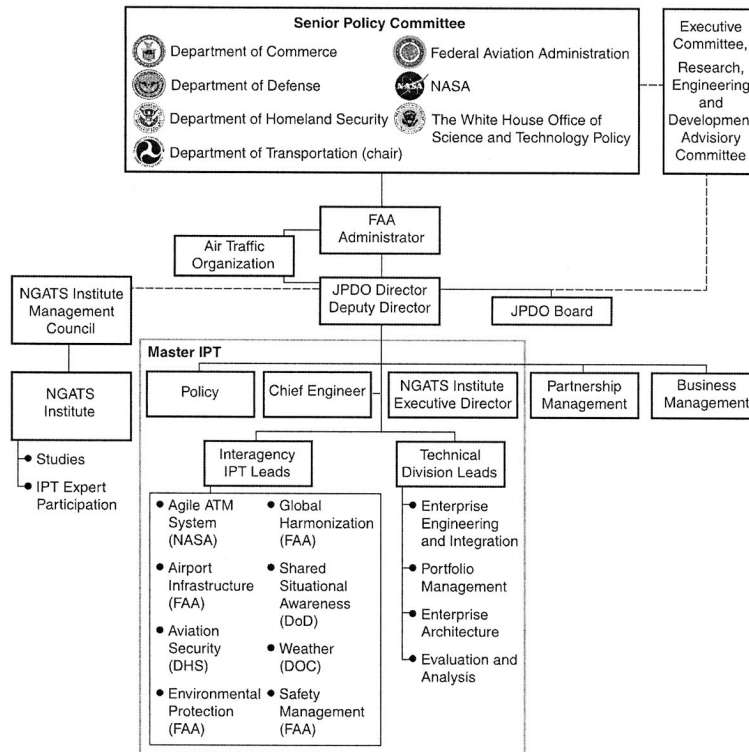 Senior Policy Committee
Department of Commerce
Department of Defense
Department of Homeland Security
Department of Transportation (chair)
Federal Aviation Administration
NASA
NASA
The White House Office of
Science and Technology Policy
Executive
Committee,
Research,
Engineering
and
Development
Advisory
Committee
FAA
Administrator
Air Traffic
Organization
JPDO Director
Deputy Director
JPDO Board
NGATS Institute
Management
Council
NGATS
Institute
• Studies
• IPT Expert
Participation
Master IPT
Policy
Chief Engineer
NGATS Institute
Executive Director
Partnership
Management
Business
Management
Interagency
IPT Leads
• Agile ATM
System
(NASA)
• Airport
Infrastructure
(FAA)
• Aviation
Security
(DHS)
• Environmental
Protection
(FAA)
• Global
Harmonization
(FAA)
• Shared
Situational
Awareness
(DoD)
• Weather
(DOC)
• Safety
Management
(FAA)
Technical
Division Leads
• Enterprise
Engineering
and Integration
• Portfolio
Management
• Enterprise
Architecture
• Evaluation and
Analysis